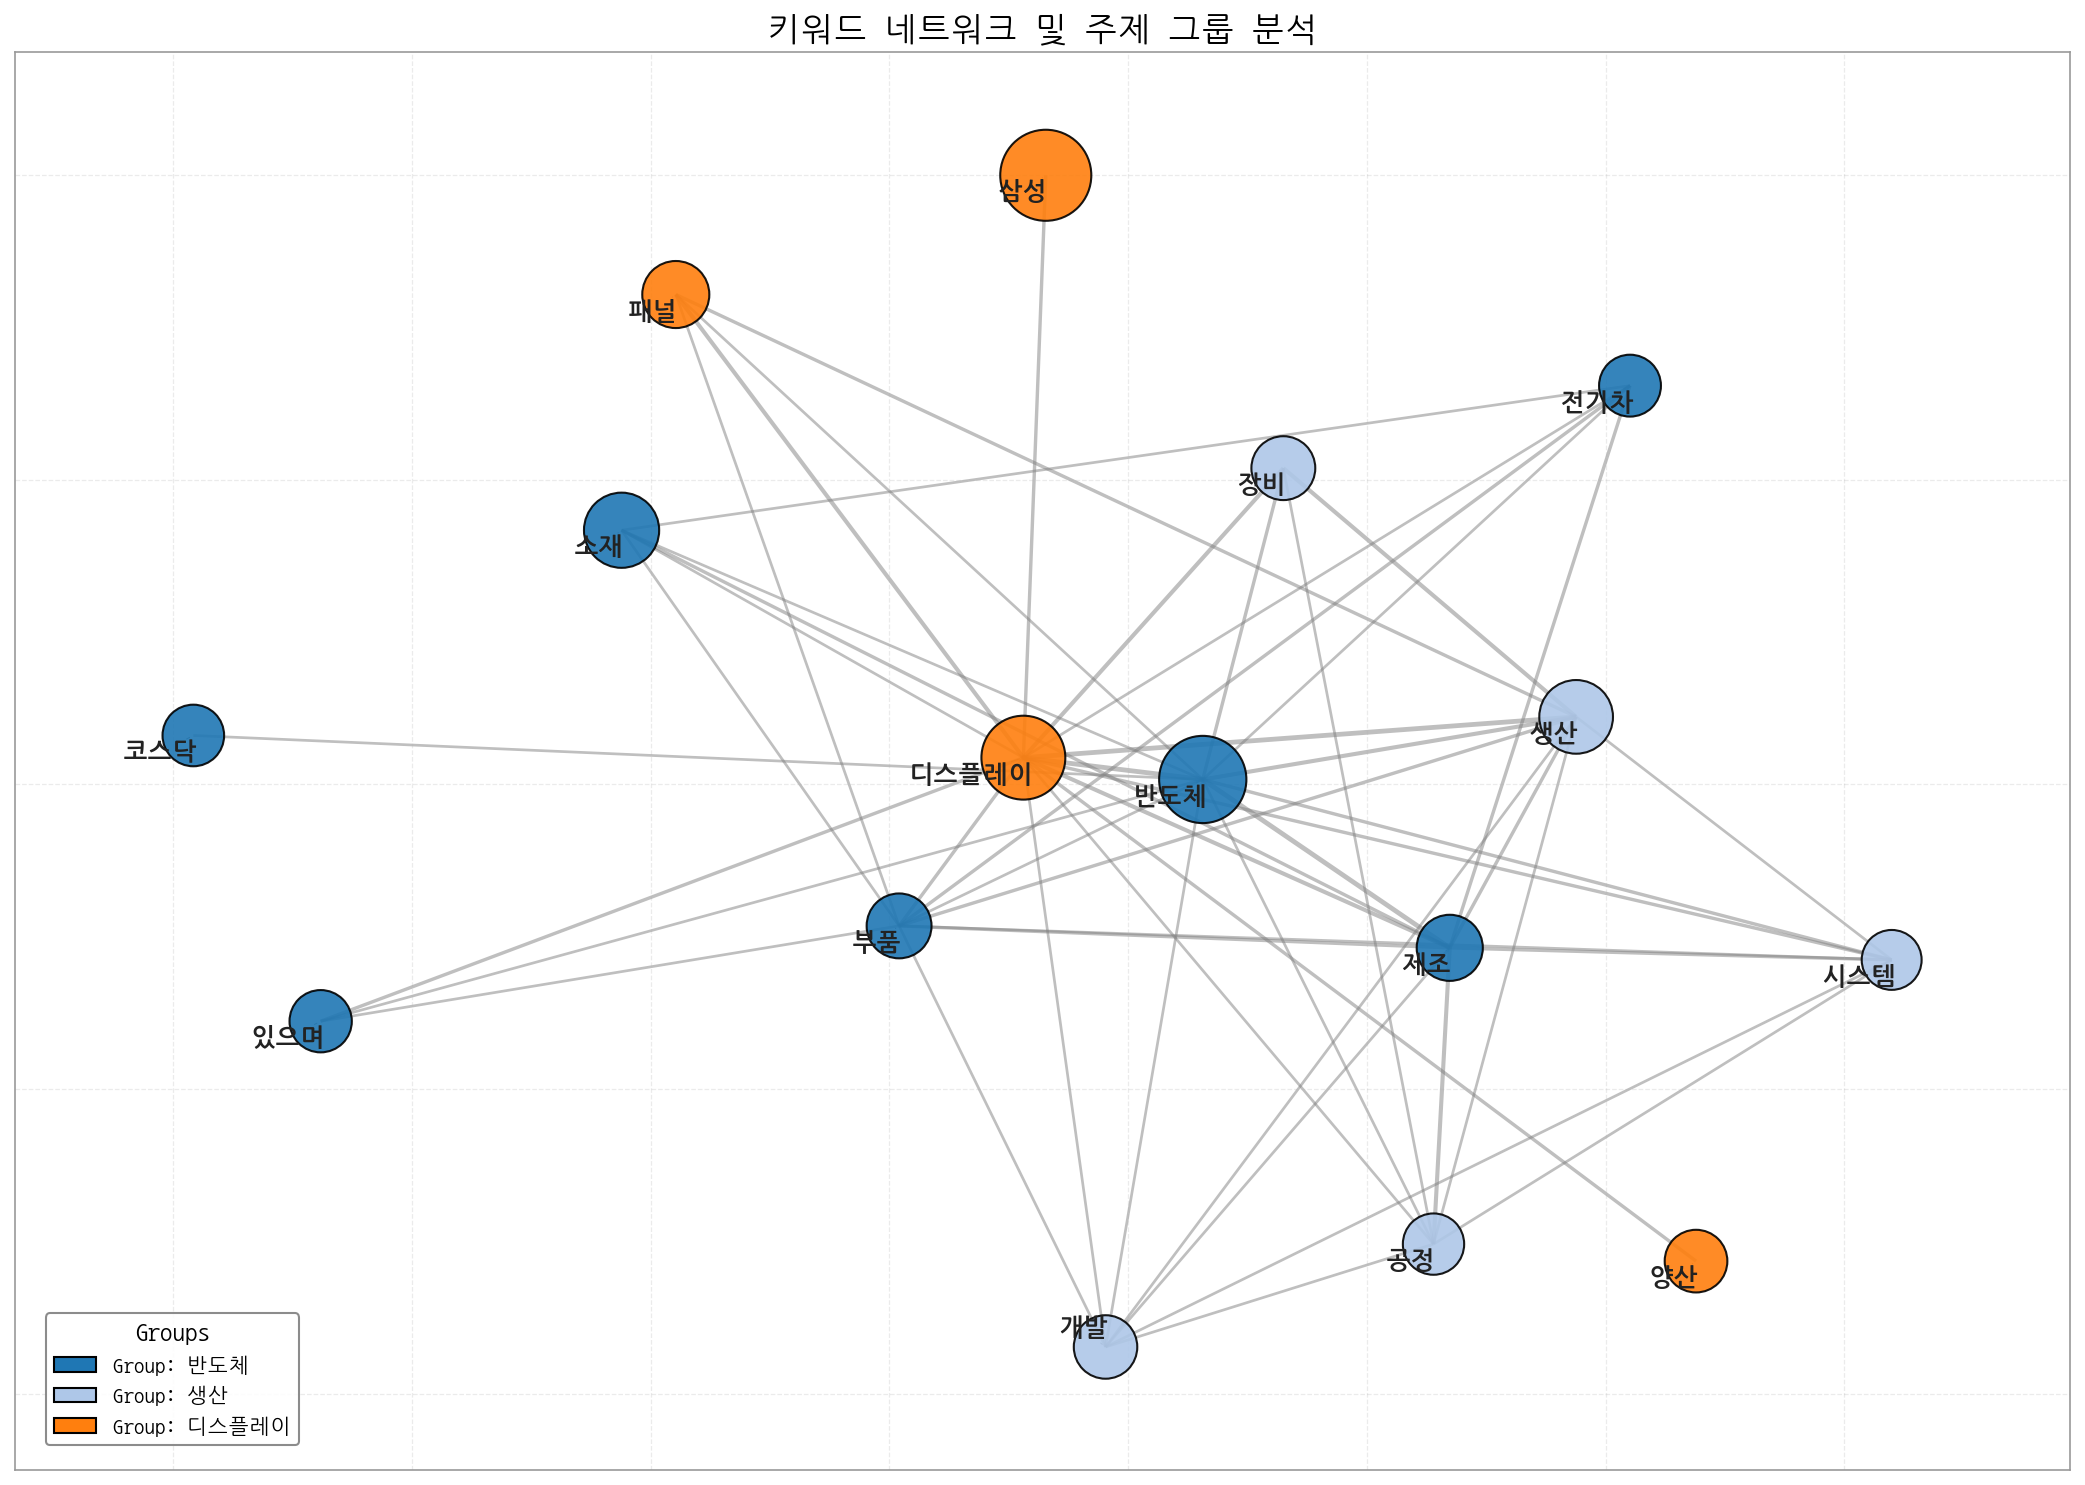 키워드 네트워크 및 주제 그룹 분석
삼성
패널
전기차
장비
소재
생산
코스닥
디스플레이
반도체
부품
제조
시스템
있으며
공정
양산
개발
Groups
Group: 반도체
Group: 생산
Group: 디스플레이